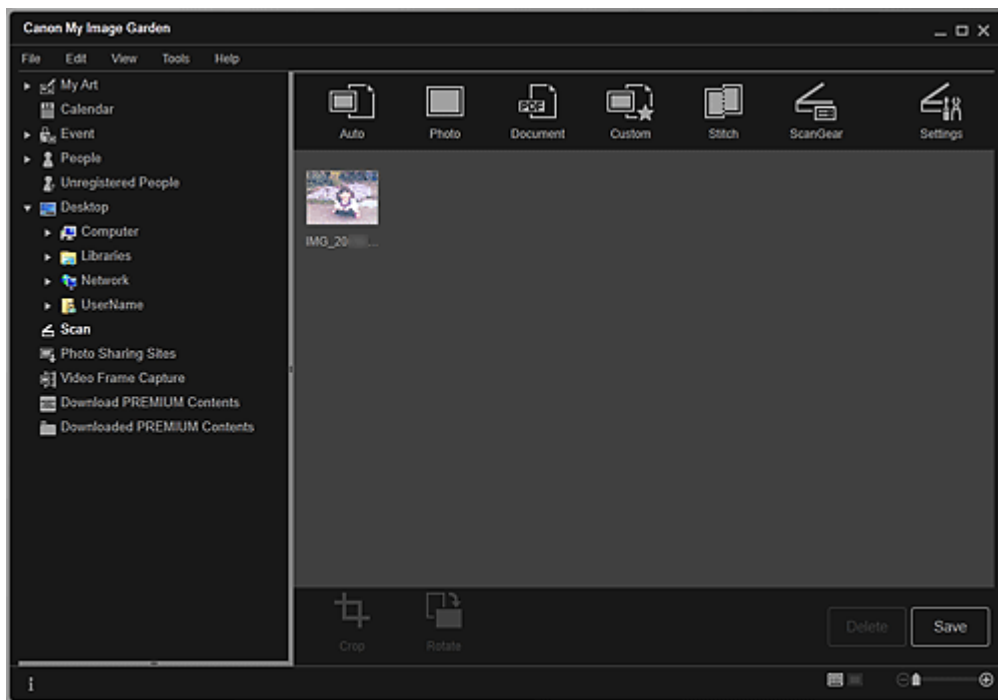 Canon My Image Garden
File Edit View Tools Help
My Art
Calendar
Event
People
Unregistered People
Desktop
Computer
Libraries
Network
UserName
Scan
Photo Sharing Sites
Video Frame Capture
Download PREMIUM Contents
Downloaded PREMIUM Contents
PDF
Auto Photo Document Custom Stitch ScanGear Settings
IMG_20 ...
Crop Rotate Delete Save